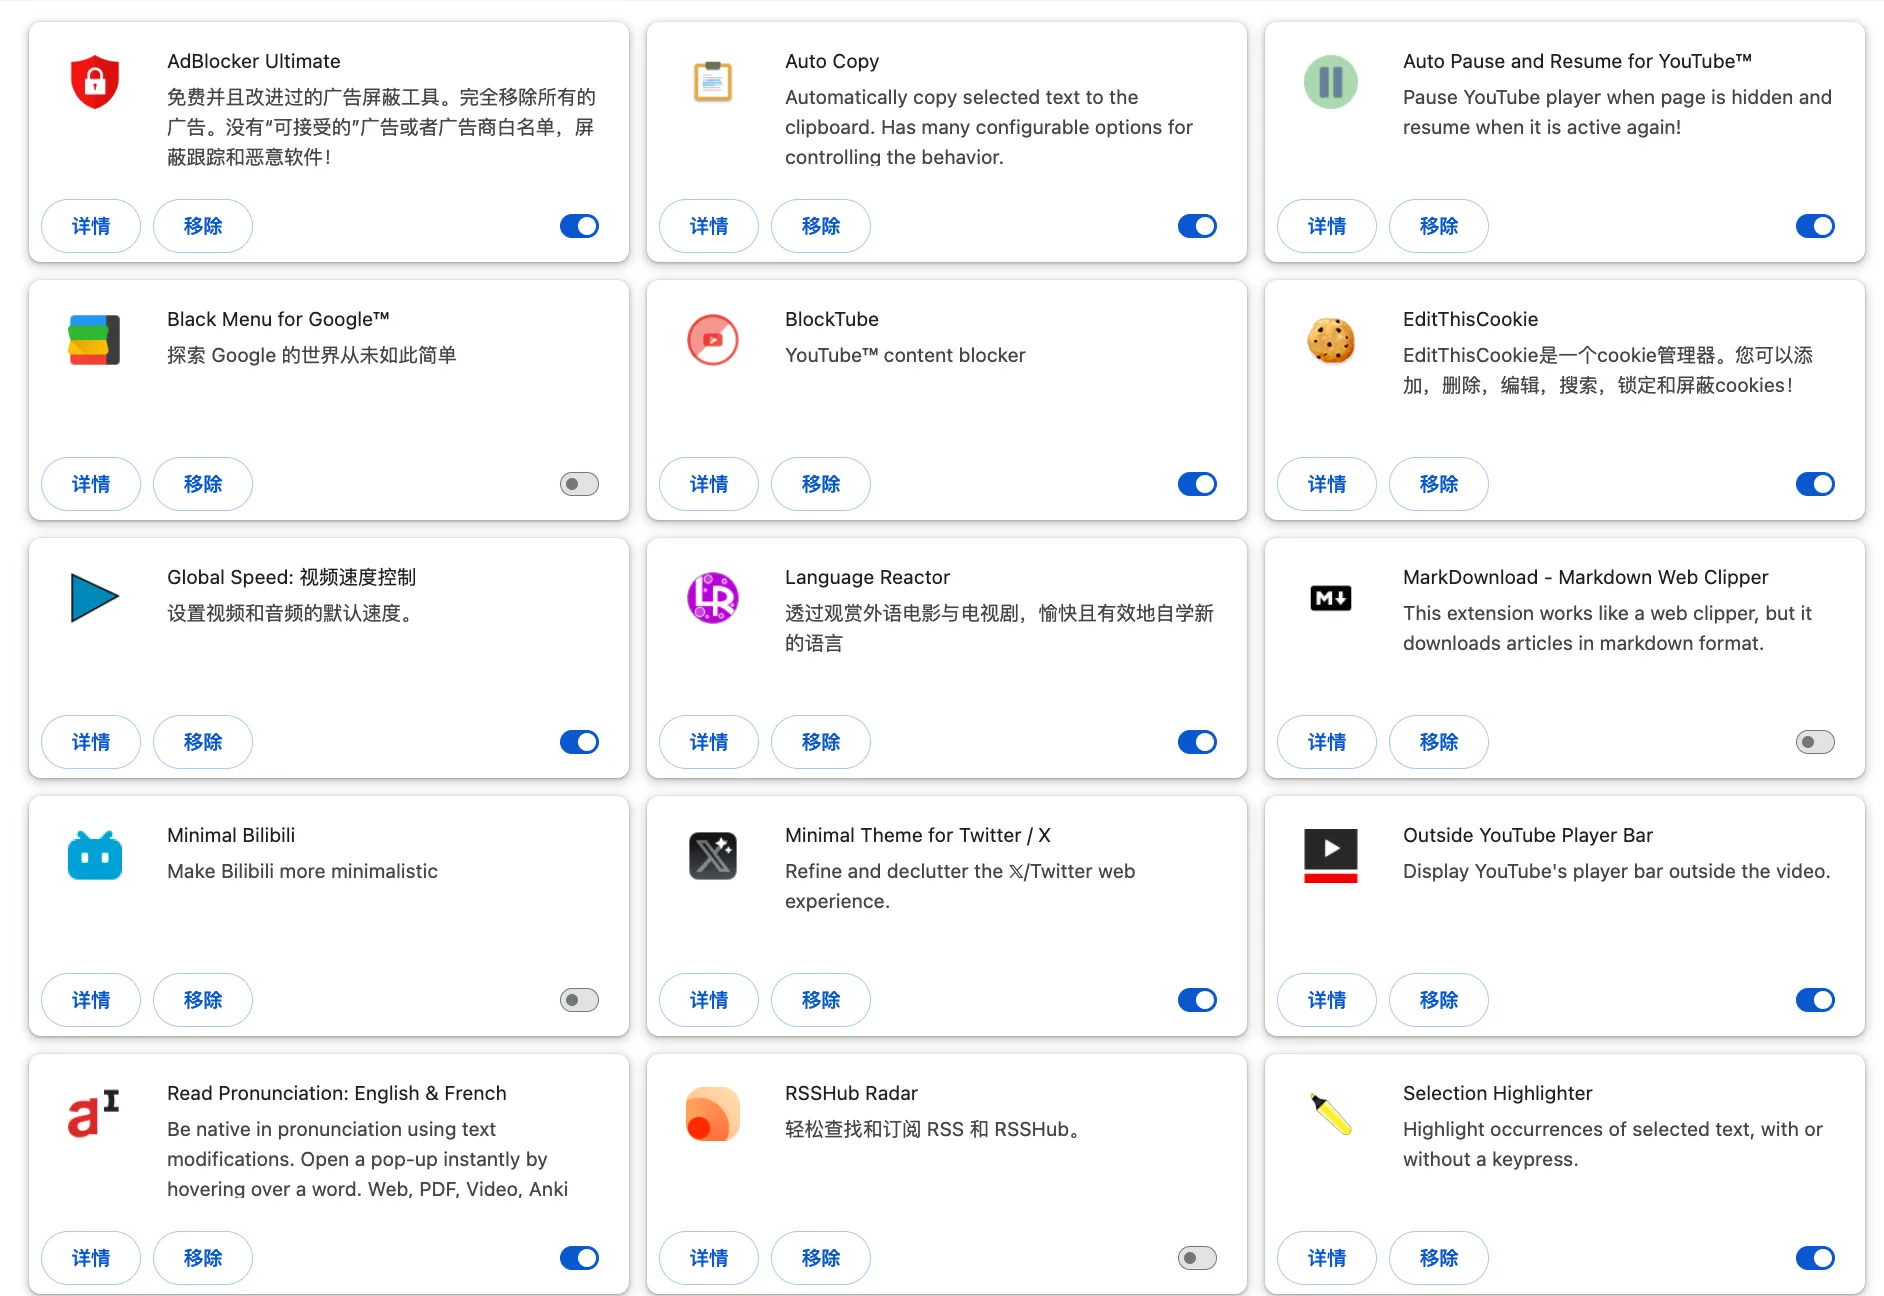 AdBlocker Ultimate
免费并且改进过的广告屏蔽工具。完全移除所有的
广告。没有“可接受的”广告或者广告商白名单，屏
蔽跟踪和恶意软件！
详情
移除
Auto Copy
Automatically copy selected text to the
clipboard. Has many configurable options for
controlling the behavior.
详情
移除
Auto Pause and Resume for YouTube™
Pause YouTube player when page is hidden and
resume when it is active again!
详情
移除
Black Menu for Google™
探索 Google 的世界从未如此简单
详情
移除
BlockTube
YouTube™ content blocker
详情
移除
EditThisCookie
EditThisCookie是一个cookie管理器。您可以添
加，删除，编辑，搜索，锁定和屏蔽cookies！
详情
移除
Global Speed: 视频速度控制
设置视频和音频的默认速度。
详情
移除
LR
Language Reactor
透过观赏外语电影与电视剧，愉快且有效地自学新
的语言
详情
移除
M
MarkDownload - Markdown Web Clipper
This extension works like a web clipper, but it
downloads articles in markdown format.
详情
移除
Minimal Bilibili
Make Bilibili more minimalistic
详情
移除
X
Minimal Theme for Twitter / X
Refine and declutter the 𝕏/Twitter web
experience.
详情
移除
Outside YouTube Player Bar
Display YouTube's player bar outside the video.
详情
移除
aI
Read Pronunciation: English & French
Be native in pronunciation using text
modifications. Open a pop-up instantly by
hovering over a word. Web, PDF, Video, Anki
详情
移除
RSSHub Radar
轻松查找和订阅 RSS 和 RSSHub。
详情
移除
Selection Highlighter
Highlight occurrences of selected text, with or
without a keypress.
详情
移除